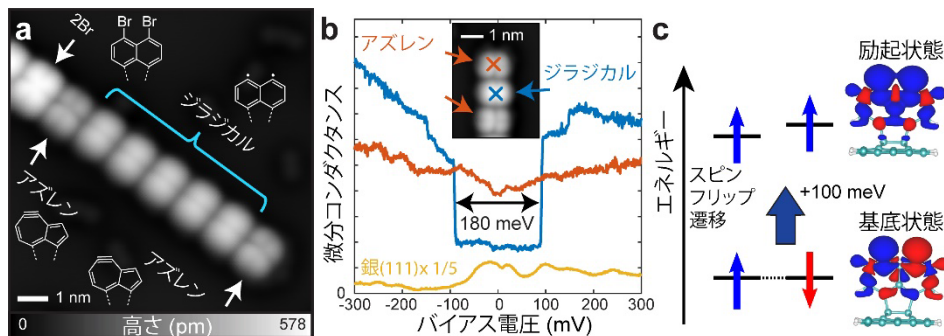 a
2Br
Br Br
ジラジカル
アズレン
アズレン
1 nm
0 高さ (pm) 578
b
1 nm
アズレン
ジラジカル
微分コンダクタンス
180 meV
銀(111)x 1/5
0
-300 -200 -100 0 100 200 300
バイアス電圧 (mV)
c
エネルギー
励起状態
スピン
フリップ
遷移
+100 meV
基底状態